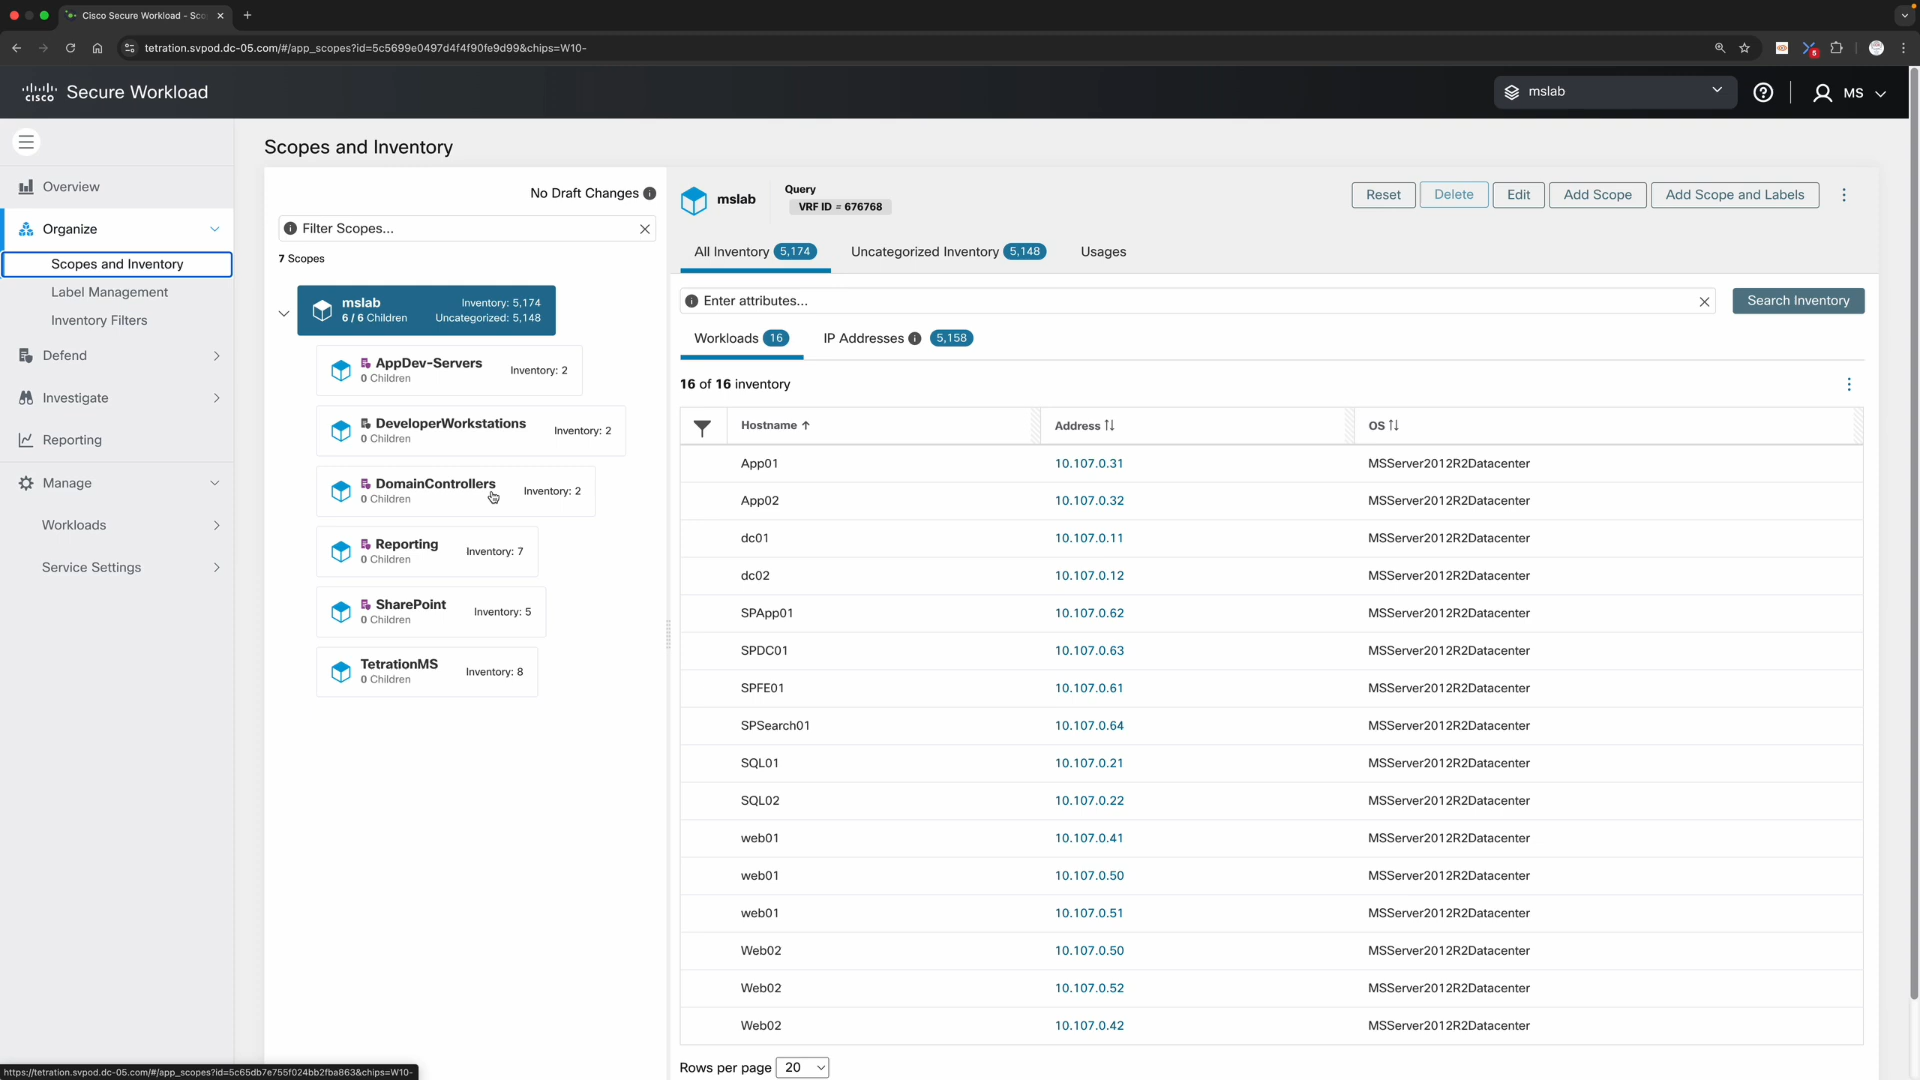 Cisco Secure Workload - Sco
tetration.svpod.dc-05.com/#/app_scopes?id=5c5699e0497d4f4f90fe9d99&chips=W10-
5
CISCO
Secure Workload
mslab
MS
Overview
Organize
Scopes and Inventory
Label Management
Inventory Filters
Defend
Investigate
Reporting
Manage
Workloads
Service Settings
Scopes and Inventory
No Draft Changes
Filter Scopes...
7 Scopes
mslab
6 / 6 Children
Inventory: 5,174
Uncategorized: 5,148
AppDev-Servers
0 Children
Inventory: 2
DeveloperWorkstations
0 Children
Inventory: 2
DomainControllers
0 Children
Inventory: 2
Reporting
0 Children
Inventory: 7
SharePoint
0 Children
Inventory: 5
TetrationMS
0 Children
Inventory: 8
mslab
Query
VRF ID = 676768
Reset
Delete
Edit
Add Scope
Add Scope and Labels
All Inventory 5,174
Uncategorized Inventory 5,148
Usages
Enter attributes...
Search Inventory
Workloads 16
IP Addresses 5,158
16 of 16 inventory
Hostname Address OS
App01 10.107.0.31 MSServer2012R2Datacenter
App02 10.107.0.32 MSServer2012R2Datacenter
dc01 10.107.0.11 MSServer2012R2Datacenter
dc02 10.107.0.12 MSServer2012R2Datacenter
SPApp01 10.107.0.62 MSServer2012R2Datacenter
SPDC01 10.107.0.63 MSServer2012R2Datacenter
SPFE01 10.107.0.61 MSServer2012R2Datacenter
SPSearch01 10.107.0.64 MSServer2012R2Datacenter
SQL01 10.107.0.21 MSServer2012R2Datacenter
SQL02 10.107.0.22 MSServer2012R2Datacenter
web01 10.107.0.41 MSServer2012R2Datacenter
web01 10.107.0.50 MSServer2012R2Datacenter
web01 10.107.0.51 MSServer2012R2Datacenter
Web02 10.107.0.50 MSServer2012R2Datacenter
Web02 10.107.0.52 MSServer2012R2Datacenter
Web02 10.107.0.42 MSServer2012R2Datacenter
Rows per page 20
https://tetration.svpod.dc-05.com/#/app_scopes?id=5c65db7e755f024bb2fba863&chips=W10-